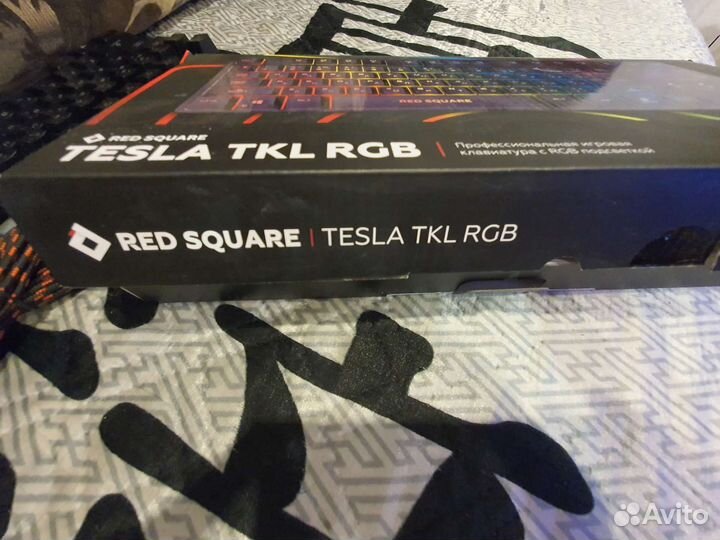 RED SQUARE
RED SQUARE
TESLA TKL RGB
Профессиональная игровая
клавиатура с RGB подсветкой
RED SQUARE | TESLA TKL RGB
Avito